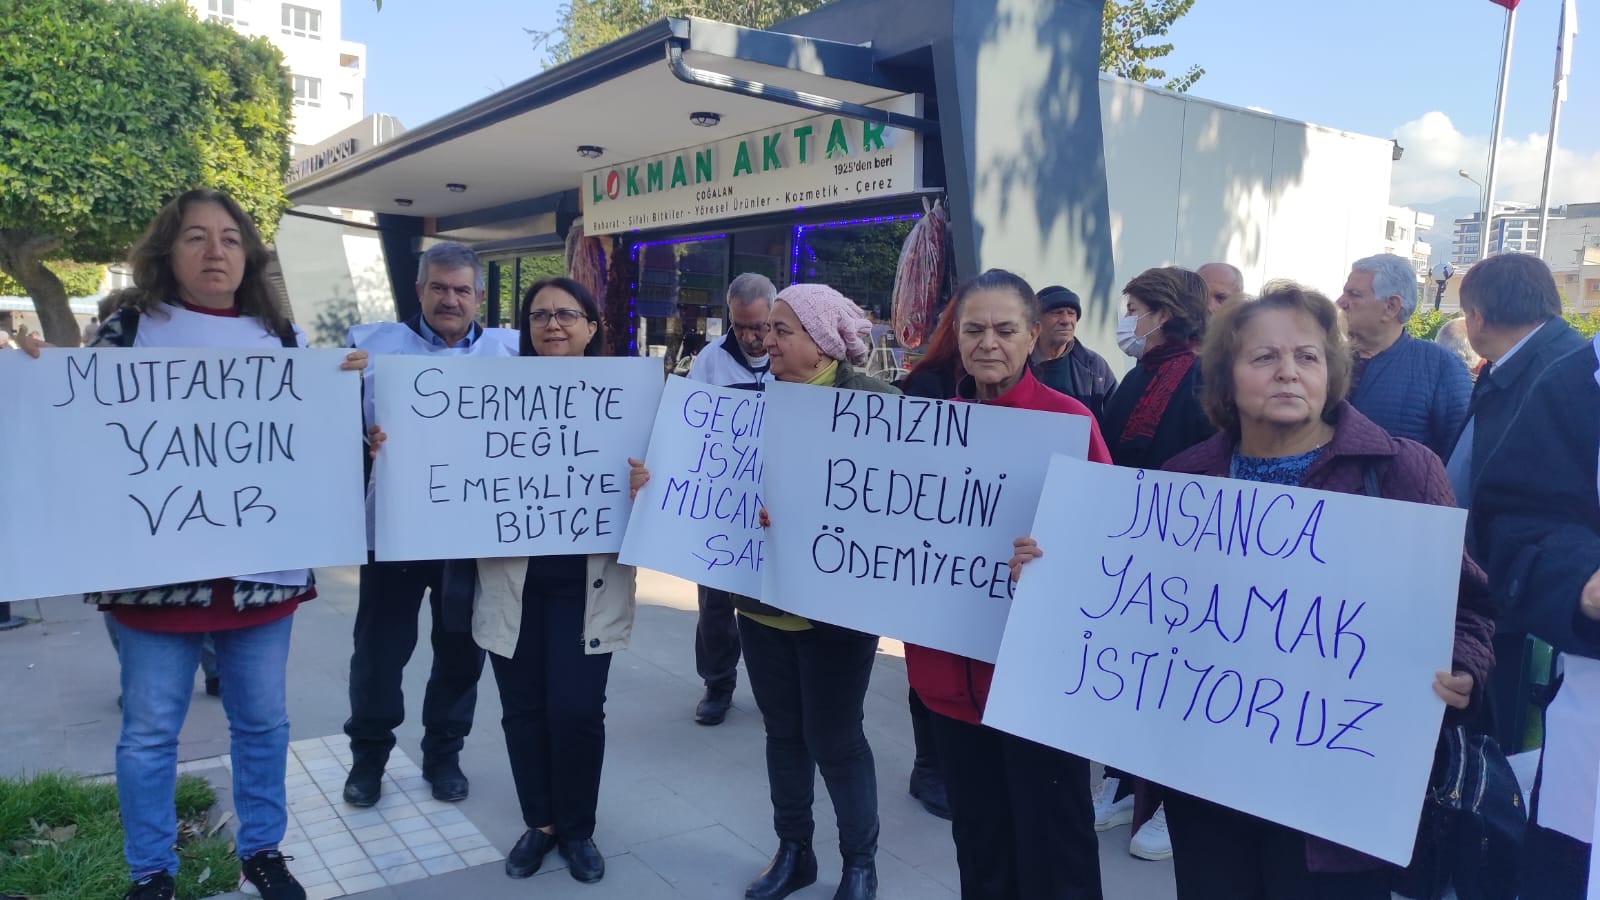 LOKMAN AKTAR
1925'den beri
ÇOĞALAN
Baharat - Şifalı Bitkiler - Yöresel Ürünler - Kozmetik - Çerez
MUTFAKTA
YANGIN
VAR
SERMAYE'YE
DEĞİL
EMEKLİYE
BÜTÇE
KRİZİN
BEDELİNİ
İNSANCA
YAŞAMAK
İSTİYORUZ